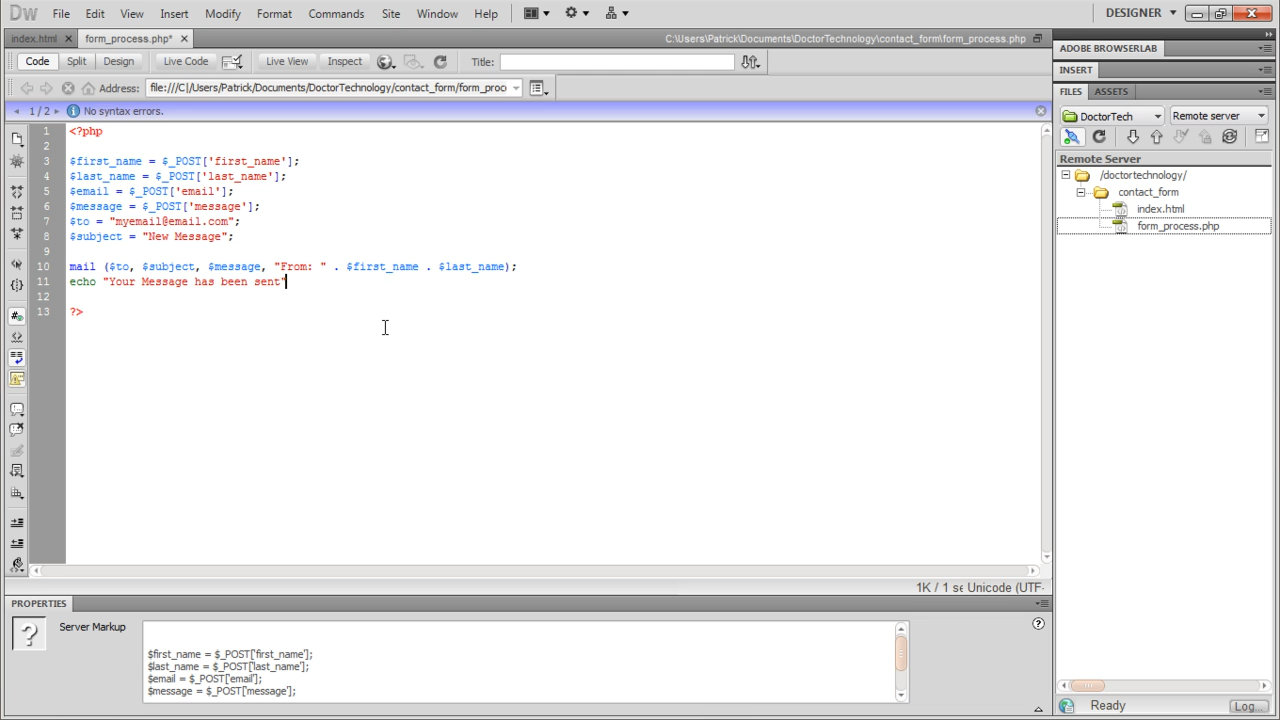 Dw File Edit View Insert Modify Format Commands Site Window Help DESIGNER
index.html form_process.php* C:\Users\Patrick\Documents\DoctorTechnology\contact_form\form_process.php
Code Split Design Live Code Live View Inspect Title:
Address: file:///C|/Users/Patrick/Documents/DoctorTechnology/contact_form/form_proc
1 / 2 No syntax errors.
1 <?php
2
3 $first_name = $_POST['first_name'];
4 $last_name = $_POST['last_name'];
5 $email = $_POST['email'];
6 $message = $_POST['message'];
7 $to = "myemail@email.com";
8 $subject = "New Message";
9
10 mail ($to, $subject, $message, "From: " . $first_name . $last_name);
11 echo "Your Message has been sent"
12
13 ?>
1K / 1 se Unicode (UTF-
PROPERTIES
? Server Markup
$first_name = $_POST['first_name'];
$last_name = $_POST['last_name'];
$email = $_POST['email'];
$message = $_POST['message'];
ADOBE BROWSERLAB
INSERT
FILES ASSETS
DoctorTech Remote server
Remote Server
/doctortechnology/
contact_form
index.html
form_process.php
Ready Log...